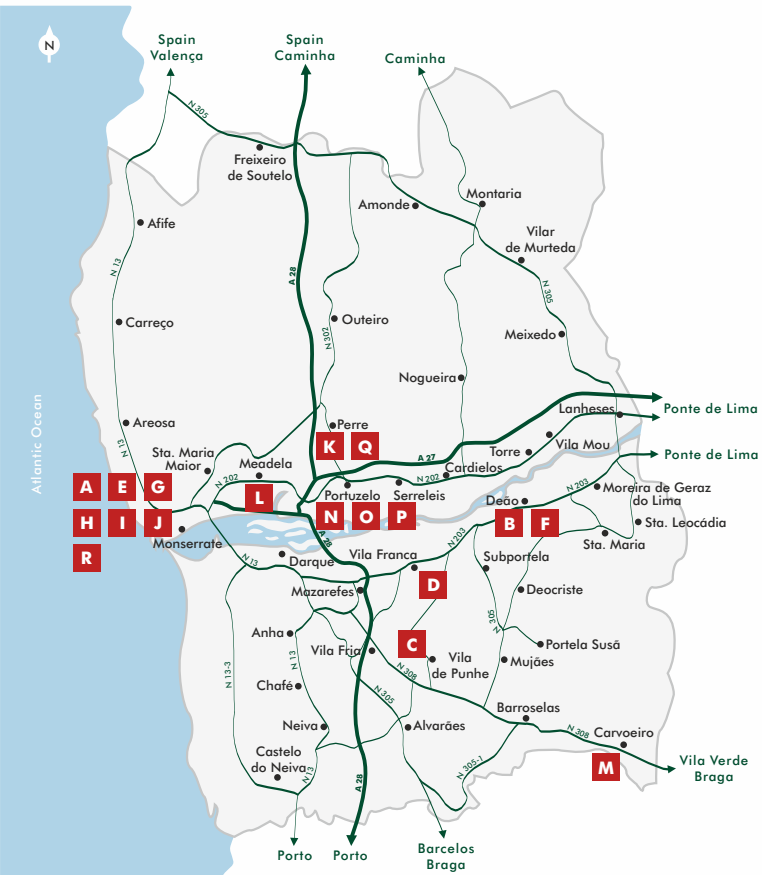 Spain
Valença
Spain
Caminha
Caminha
N
N 305
Freixeiro
de Soutelo
Amonde
Montaria
Afife
Vilar
de Murteda
N 13
A 28
N 305
Carreço
Outeiro
N 302
Meixedo
Nogueira
Atlantic Ocean
Areosa
Perre
Lanheses
Ponte de Lima
N 13
K
Q
Vila Mou
Sta. Maria
Maior
Meadela
A 27
Torre
Ponte de Lima
Cardielos
N 202
N 202
A
E
G
L
Portuzelo
Serreleis
Deão
N 203
Moreira de Geraz
do Lima
H
I
J
N
O
P
B
F
Sta. Leocádia
Monserrate
A 28
N 203
Sta. Maria
R
N 13
Darque
Vila Franca
Subportela
D
Mazarefes
Deocriste
N 305
Anha
C
Portela Susã
Vila Fria
N 13
N 13-3
Vila
de Punhe
Mujães
N 308
Chafé
N 305
Barroselas
Neiva
Alvarães
N 308
Carvoeiro
Castelo
do Neiva
N 13
A 28
N 305-1
M
Vila Verde
Braga
Porto
Porto
Barcelos
Braga